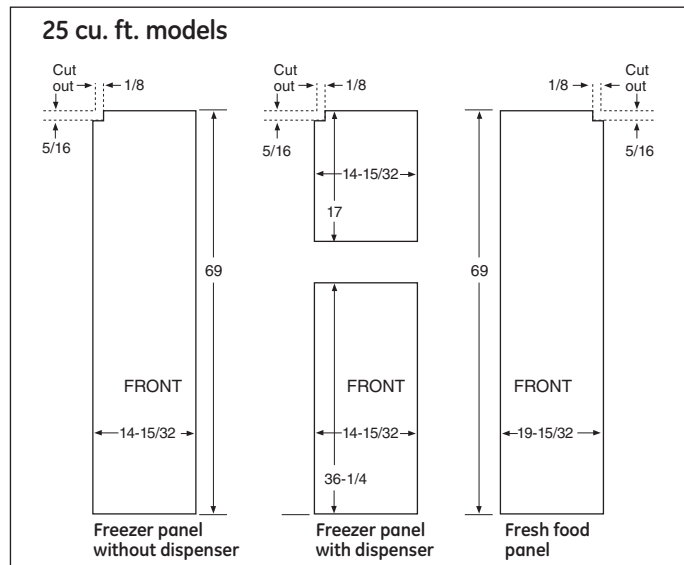 25 cu. ft. models
Cut
out
1/8
5/16
69
FRONT
14-15/32
Freezer panel
without dispenser
Cut
out
1/8
5/16
14-15/32
17
FRONT
14-15/32
36-1/4
Freezer panel
with dispenser
1/8
Cut
out
5/16
69
FRONT
19-15/32
Fresh food
panel